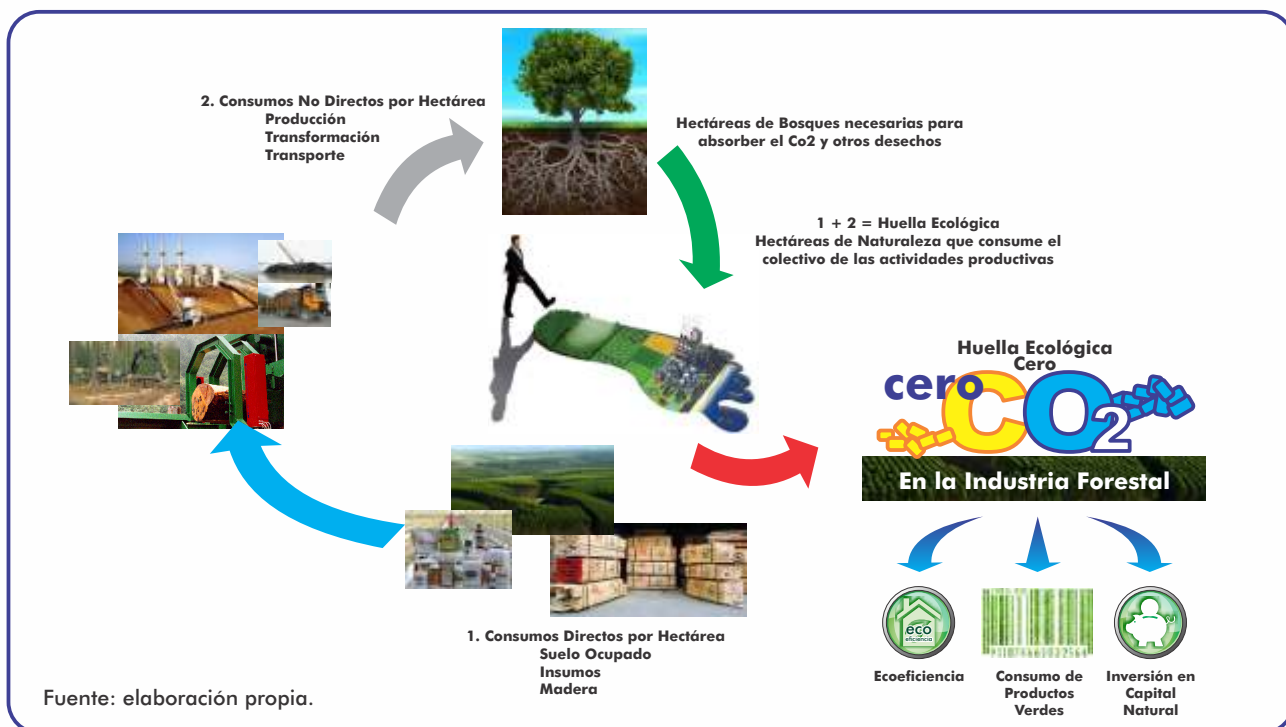 2. Consumos No Directos por Hectárea
Producción
Transformación
Transporte
Hectáreas de Bosques necesarias para
absorber el Co2 y otros desechos
1 + 2 = Huella Ecológica
Hectáreas de Naturaleza que consume el
colectivo de las actividades productivas
Huella Ecológica
Cero
cero CO2
En la Industria Forestal
1. Consumos Directos por Hectárea
Suelo Ocupado
Insumos
Madera
eco
eficiencia
Ecoeficiencia
Consumo de
Productos
Verdes
Inversión en
Capital
Natural
Fuente: elaboración propia.